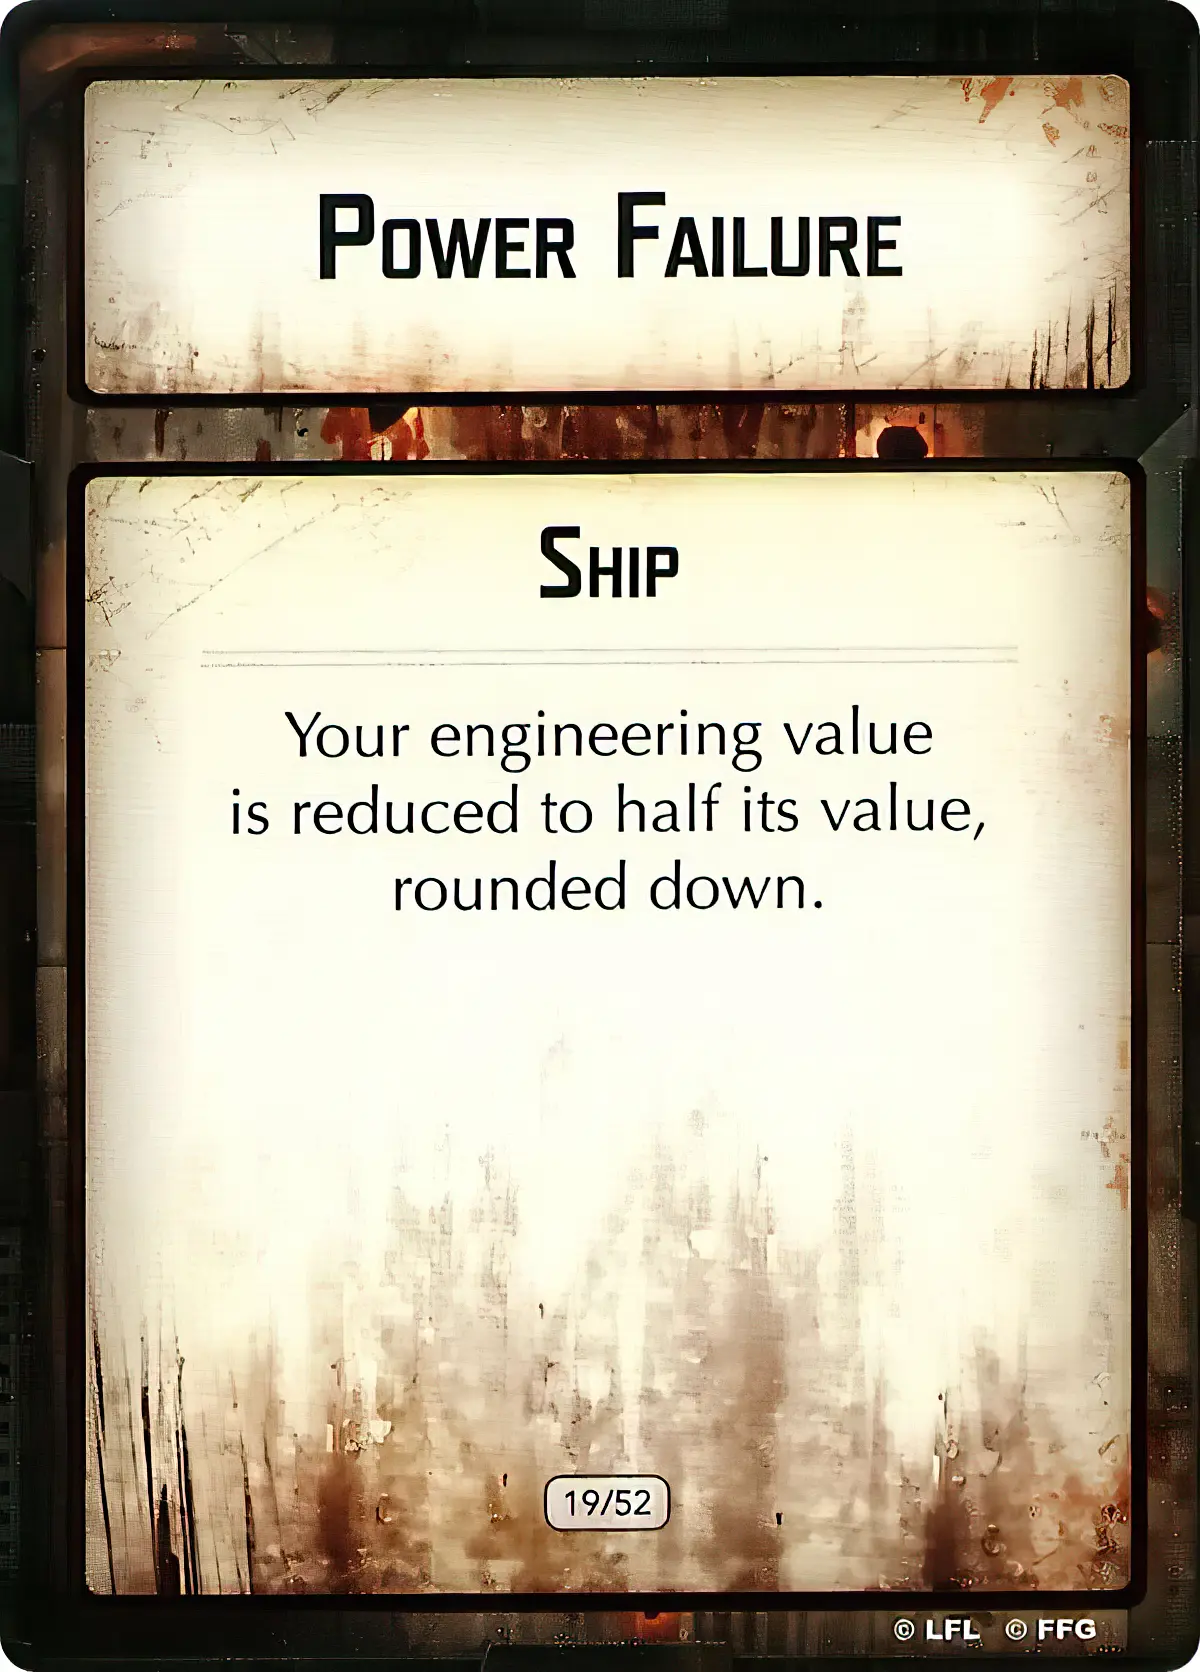 Power Failure
Ship
Your engineering value
is reduced to half its value,
rounded down.
19/52
© LFL © FFG